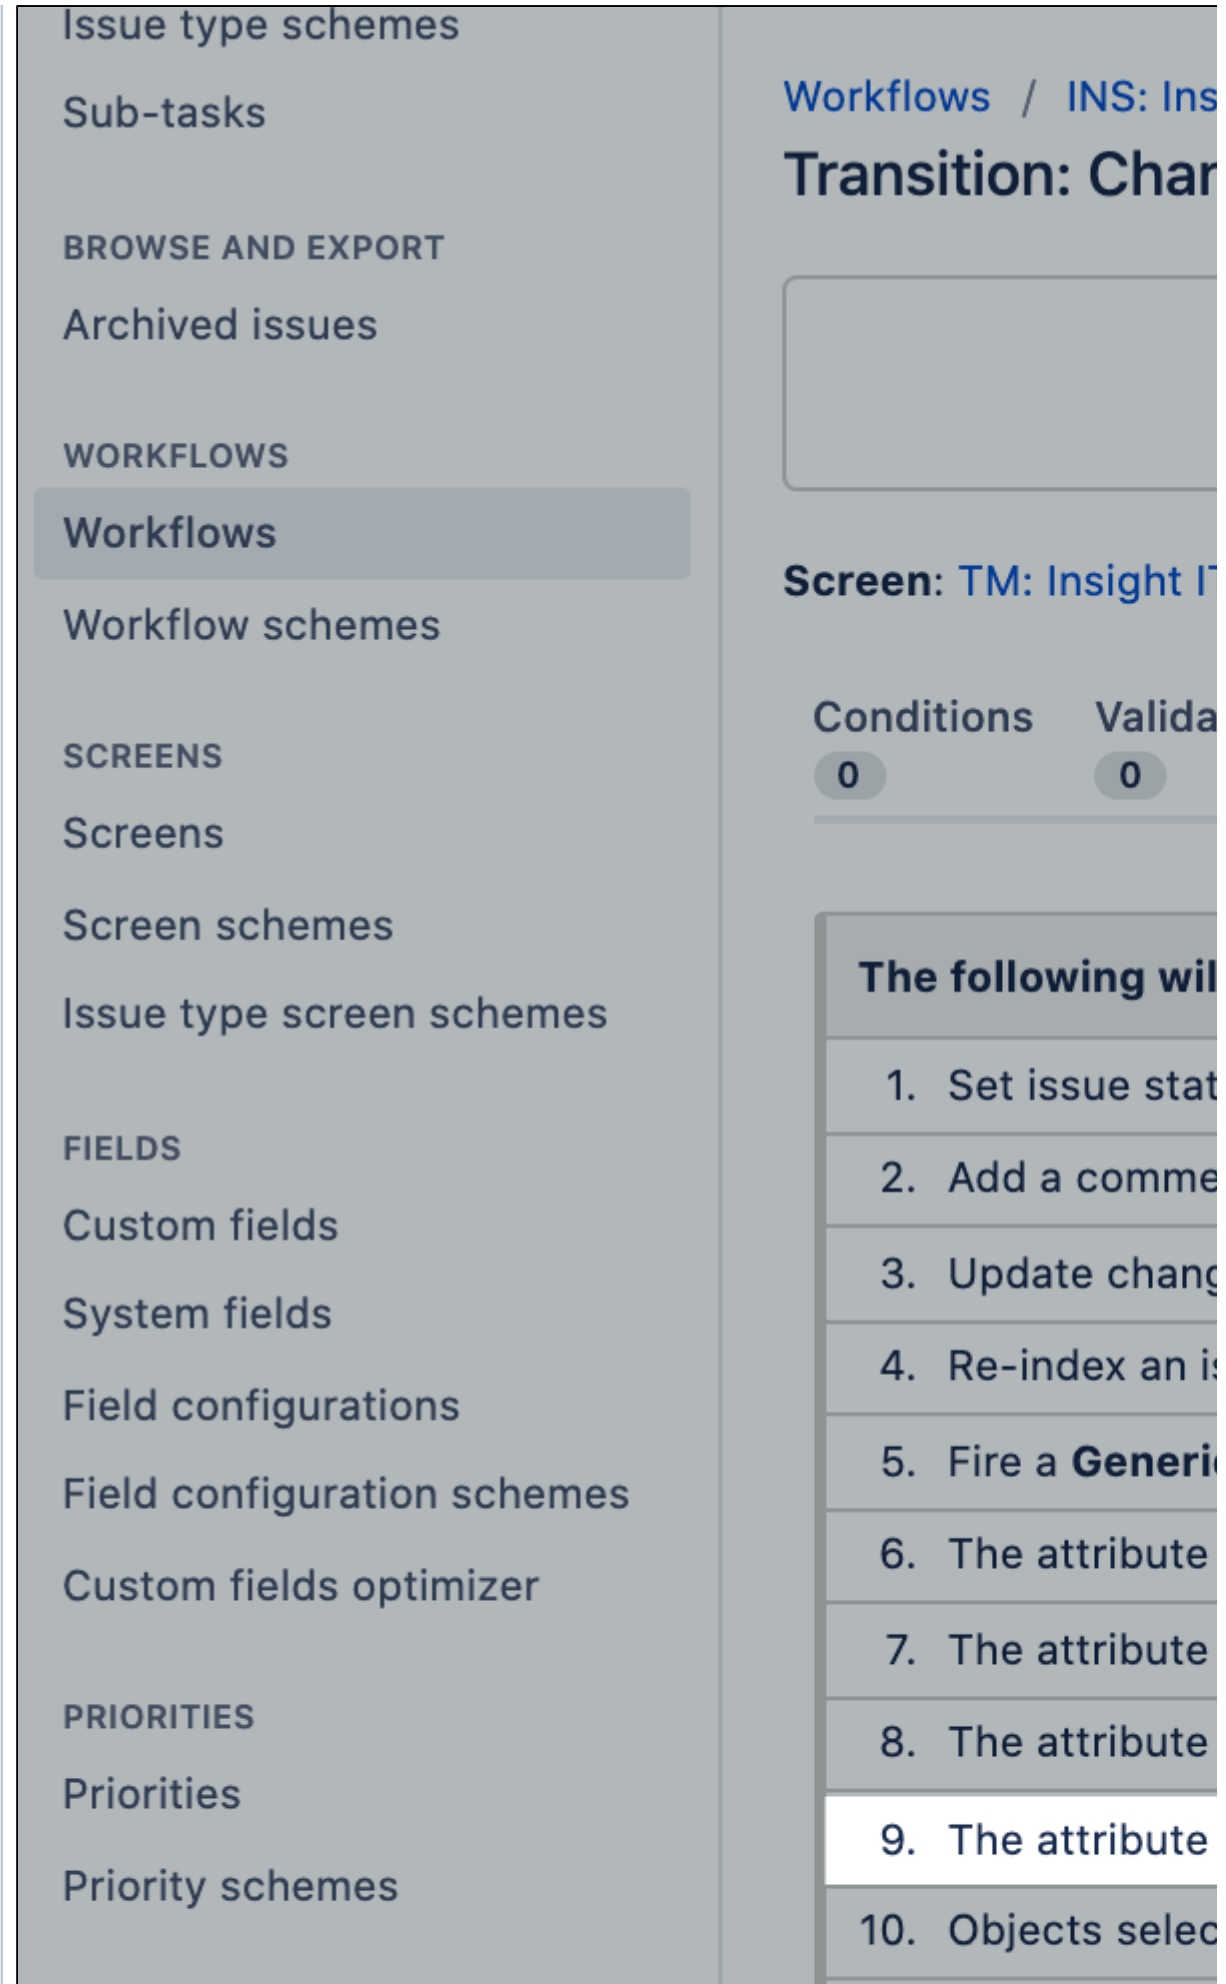 Issue type schemes
Sub-tasks
BROWSE AND EXPORT
Archived issues
WORKFLOWS
Workflows
Workflow schemes
SCREENS
Screens
Screen schemes
Issue type screen schemes
FIELDS
Custom fields
System fields
Field configurations
Field configuration schemes
Custom fields optimizer
PRIORITIES
Priorities
Priority schemes
Workflows / INS: Ins
Transition: Char
Screen: TM: Insight IT
Conditions Valida
0 0
The following wil
1. Set issue stat
2. Add a comme
3. Update chang
4. Re-index an is
5. Fire a Generic
6. The attribute
7. The attribute
8. The attribute
9. The attribute
10. Objects selec